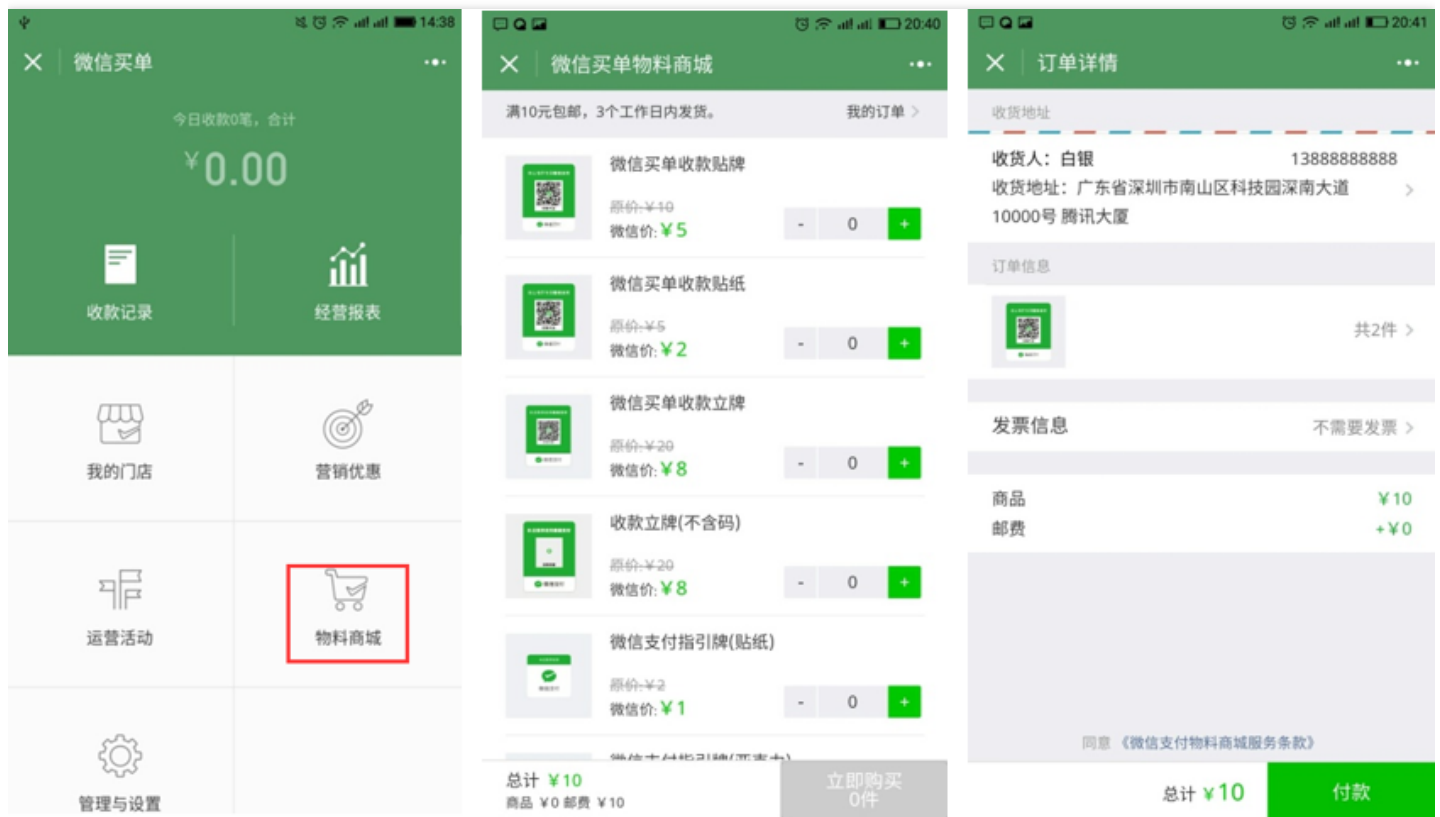 14:38
微信买单
今日收款0笔，合计
¥0.00
收款记录
经营报表
我的门店
营销优惠
运营活动
物料商城
管理与设置
20:40
微信买单物料商城
满10元包邮，3个工作日内发货。
我的订单
微信买单收款贴牌
原价:¥10
微信价:¥5
- 0 +
微信买单收款贴纸
原价:¥5
微信价:¥2
- 0 +
微信买单收款立牌
原价:¥20
微信价:¥8
- 0 +
收款立牌(不含码)
原价:¥20
微信价:¥8
- 0 +
微信支付指引牌(贴纸)
原价:¥2
微信价:¥1
- 0 +
总计 ¥10
商品 ¥0 邮费 ¥10
立即购买
0件
20:41
订单详情
收货地址
收货人：白银 13888888888
收货地址：广东省深圳市南山区科技园深南大道
10000号 腾讯大厦
订单信息
共2件
发票信息 不需要发票
商品 ¥10
邮费 +¥0
同意《微信支付物料商城服务条款》
总计 ¥10
付款